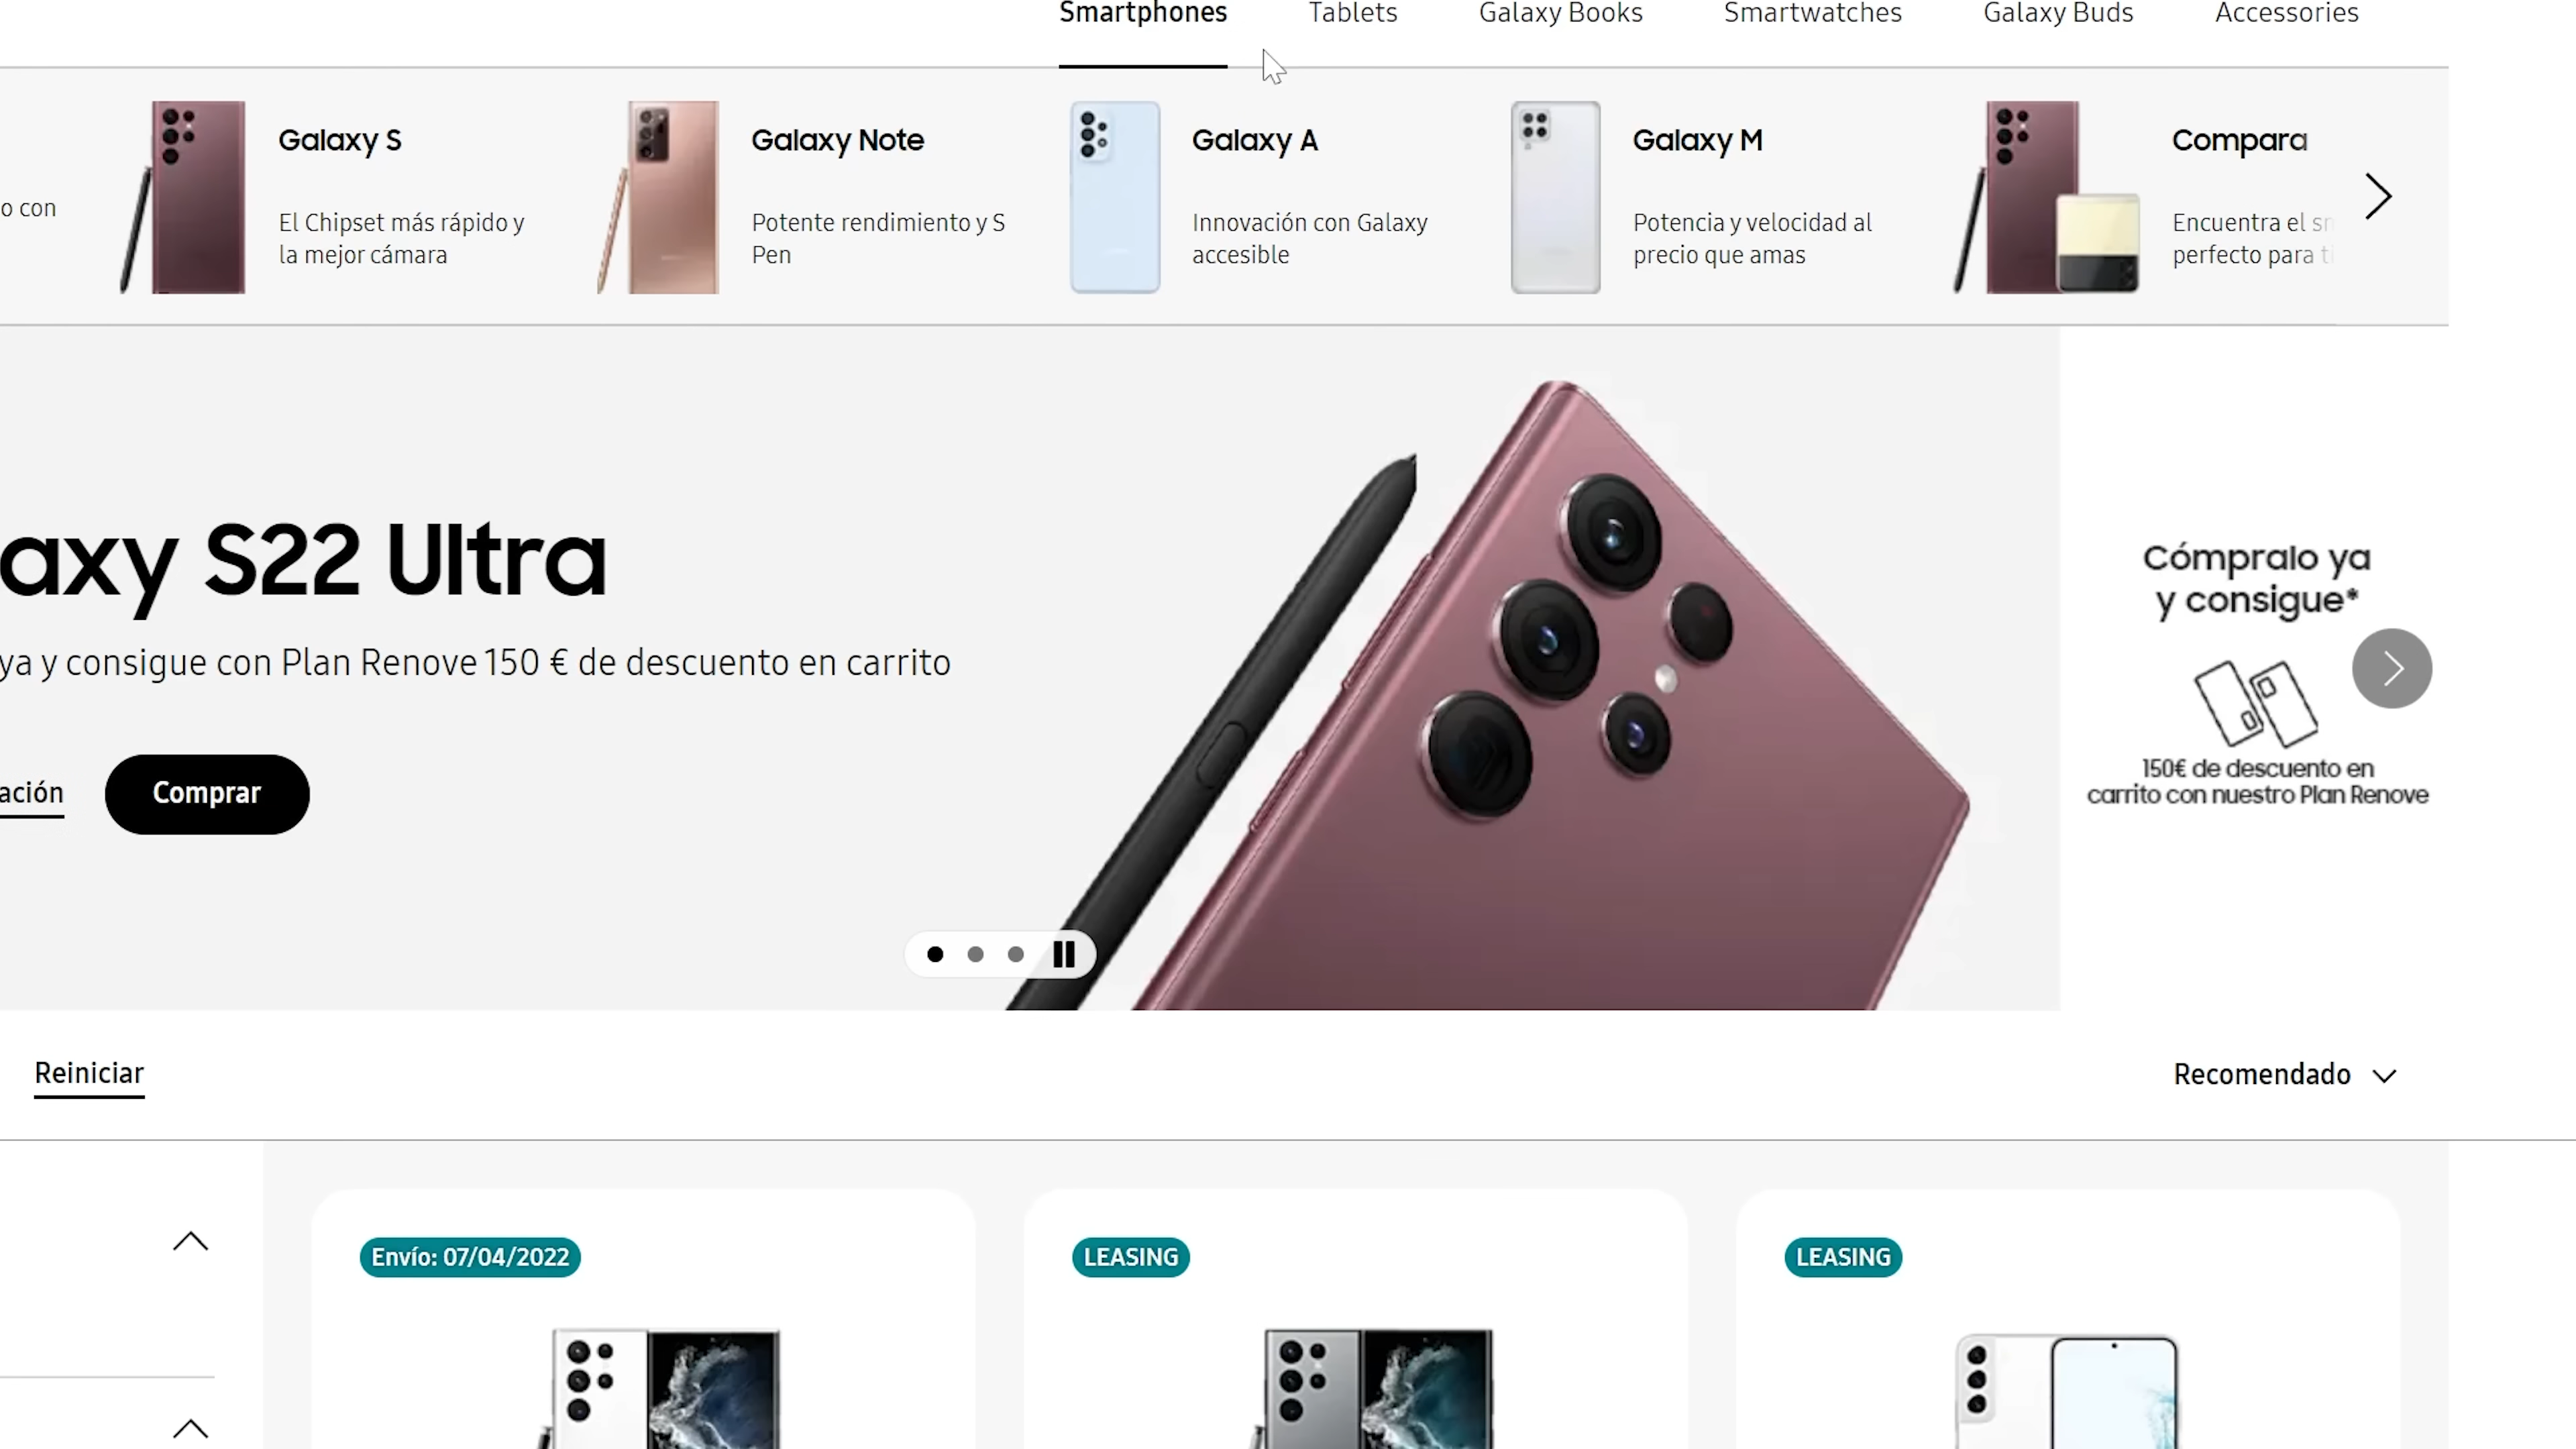 Smartphones Tablets Galaxy Books Smartwatches Galaxy Buds Accessories
o con
Galaxy S
El Chipset más rápido y
la mejor cámara
Galaxy Note
Potente rendimiento y S
Pen
Galaxy A
Innovación con Galaxy
accesible
Galaxy M
Potencia y velocidad al
precio que amas
Compara
Encuentra el
perfecto para
axy S22 Ultra
ya y consigue con Plan Renove 150 € de descuento en carrito
ación Comprar
Cómpralo ya
y consigue*
150€ de descuento en
carrito con nuestro Plan Renove
Reiniciar
Recomendado
Envío: 07/04/2022
LEASING
LEASING